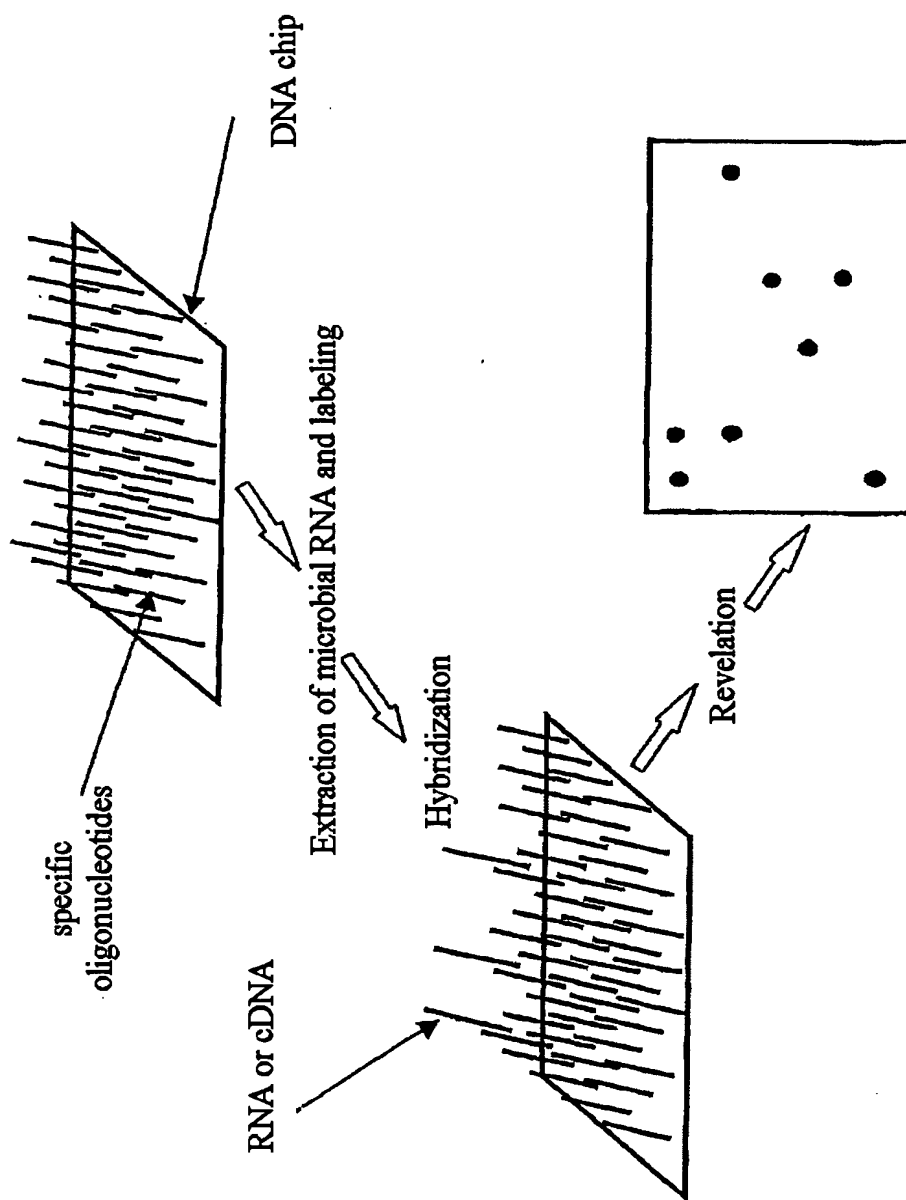 specific
oligonucleotides
DNA chip
Extraction of microbial RNA and labeling
Hybridization
RNA or cDNA
Revelation